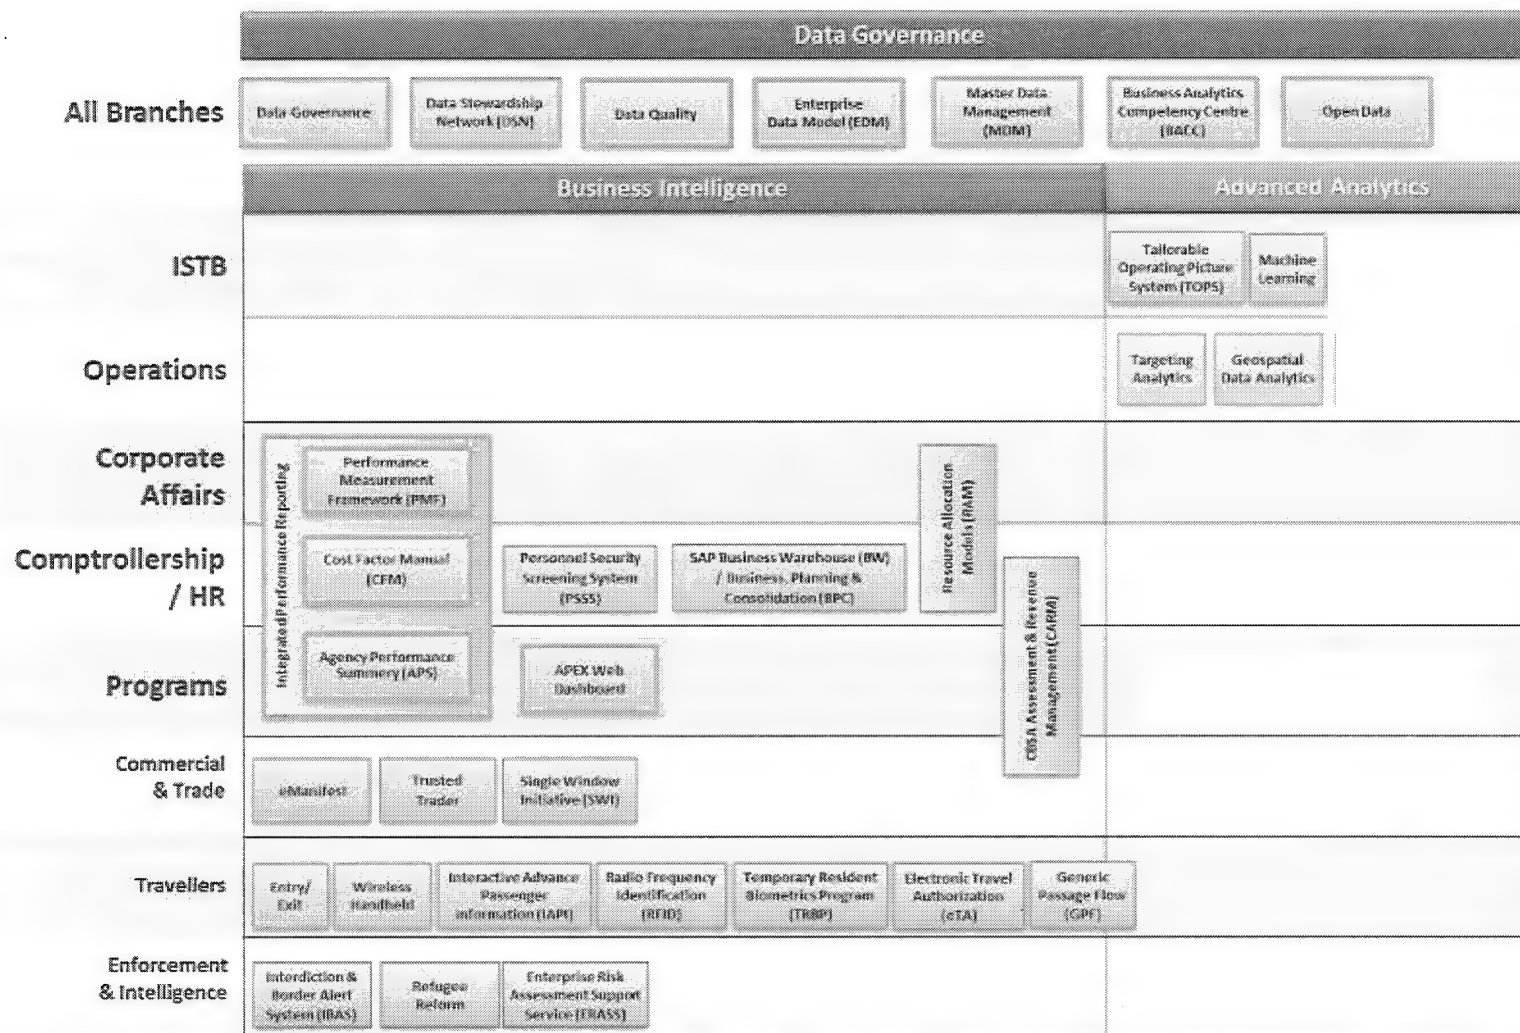 Data Governance
All Branches
Data Governance
Data Stewardship
Network (DSN)
Data Quality
Enterprise
Data Model (EDM)
Master Data
Management
(MDM)
Business Analytics
Competency Centre
(BACC)
Open Data
Business Intelligence
Advanced Analytics
ISTB
Tailorable
Operating Picture
System (TOPS)
Machine
Learning
Operations
Targeting
Analytics
Geospatial
Data Analytics
Corporate
Affairs
Integrated Performance Reporting
Performance
Measurement
Framework (PMF)
Resource Allocation
Models (RAM)
Comptrollership
/ HR
Cost Factor Manual
(CFM)
Personnel Security
Screening System
(PSSS)
SAP Business Warehouse (BW)
/ Business, Planning &
Consolidation (BPC)
CBSA Assessment & Revenue
Management (CARM)
Programs
Agency Performance
Summery (APS)
APEX Web
Dashboard
Commercial
& Trade
eManifest
Trusted
Trader
Single Window
Initiative (SWI)
Travellers
Entry/
Exit
Wireless
Handheld
Interactive Advance
Passenger
Information (IAPI)
Radio Frequency
Identification
(RFID)
Temporary Resident
Biometrics Program
(TRBP)
Electronic Travel
Authorization
(eTA)
Generic
Passage Flow
(GPF)
Enforcement
& Intelligence
Interdiction &
Border Alert
System (IBAS)
Refugee
Reform
Enterprise Risk
Assessment Support
Service (ERASS)